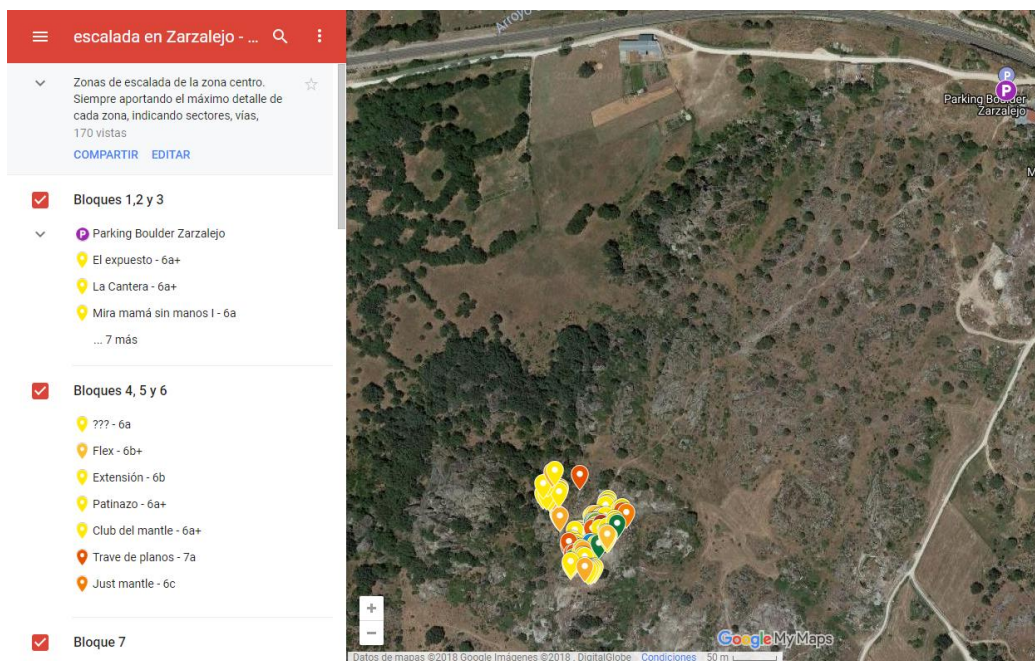 escalada en Zarzalejo - ...
Zonas de escalada de la zona centro.
Siempre aportando el máximo detalle de
cada zona, indicando sectores, vías,
170 vistas
COMPARTIR EDITAR
Bloques 1,2 y 3
P Parking Boulder Zarzalejo
El expuesto - 6a+
La Cantera - 6a+
Mira mamá sin manos I - 6a
... 7 más
Bloques 4, 5 y 6
??? - 6a
Flex - 6b+
Extensión - 6b
Patinazo - 6a+
Club del mantle - 6a+
Trave de planos - 7a
Just mantle - 6c
Bloque 7
Arroyo
P
P
Parking Boulder
Zarzalejo
M
+
−
Google My Maps
Datos de mapas ©2018 Google Imágenes ©2018 , DigitalGlobe Condiciones 50 m